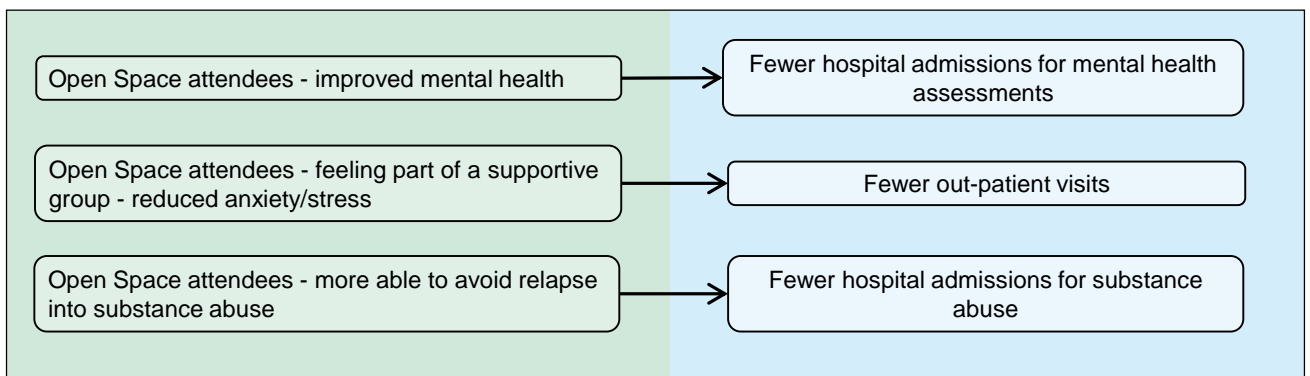 Open Space attendees - improved mental health
Fewer hospital admissions for mental health
assessments
Open Space attendees - feeling part of a supportive
group - reduced anxiety/stress
Fewer out-patient visits
Open Space attendees - more able to avoid relapse
into substance abuse
Fewer hospital admissions for substance
abuse